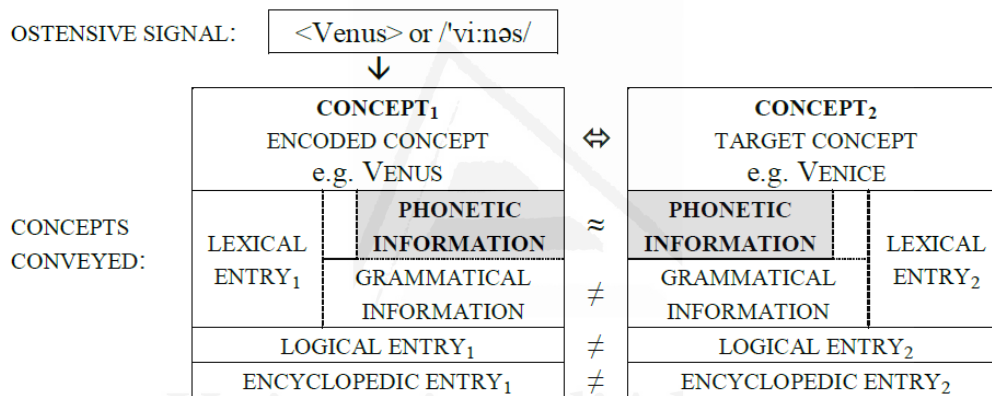 OSTENSIVE SIGNAL: <Venus> or /'vi:nəs/
↓
CONCEPT₁ CONCEPT₂
ENCODED CONCEPT ⇔ TARGET CONCEPT
e.g. VENUS e.g. VENICE
CONCEPTS CONVEYED:
LEXICAL ENTRY₁
PHONETIC INFORMATION ≈ PHONETIC INFORMATION
LEXICAL ENTRY₂
GRAMMATICAL INFORMATION ≠ GRAMMATICAL INFORMATION
LOGICAL ENTRY₁ ≠ LOGICAL ENTRY₂
ENCYCLOPEDIC ENTRY₁ ≠ ENCYCLOPEDIC ENTRY₂